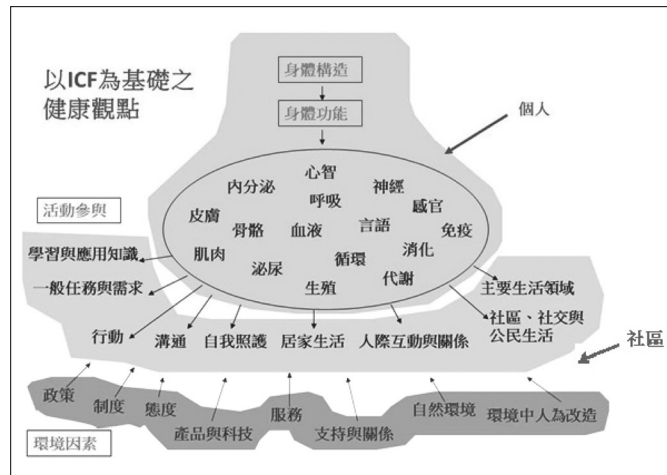 以ICF為基礎之
健康觀點
身體構造
身體功能
個人
心智
內分泌
神經
呼吸
感官
皮膚
骨骼
血液
言語
免疫
肌肉
消化
泌尿
循環
代謝
生殖
活動參與
學習與應用知識
一般任務與需求
行動
溝通
自我照護
居家生活
人際互動與關係
主要生活領域
社區、社交與
公民生活
社區
政策
制度
態度
產品與科技
服務
支持與關係
自然環境
環境中人為改造
環境因素